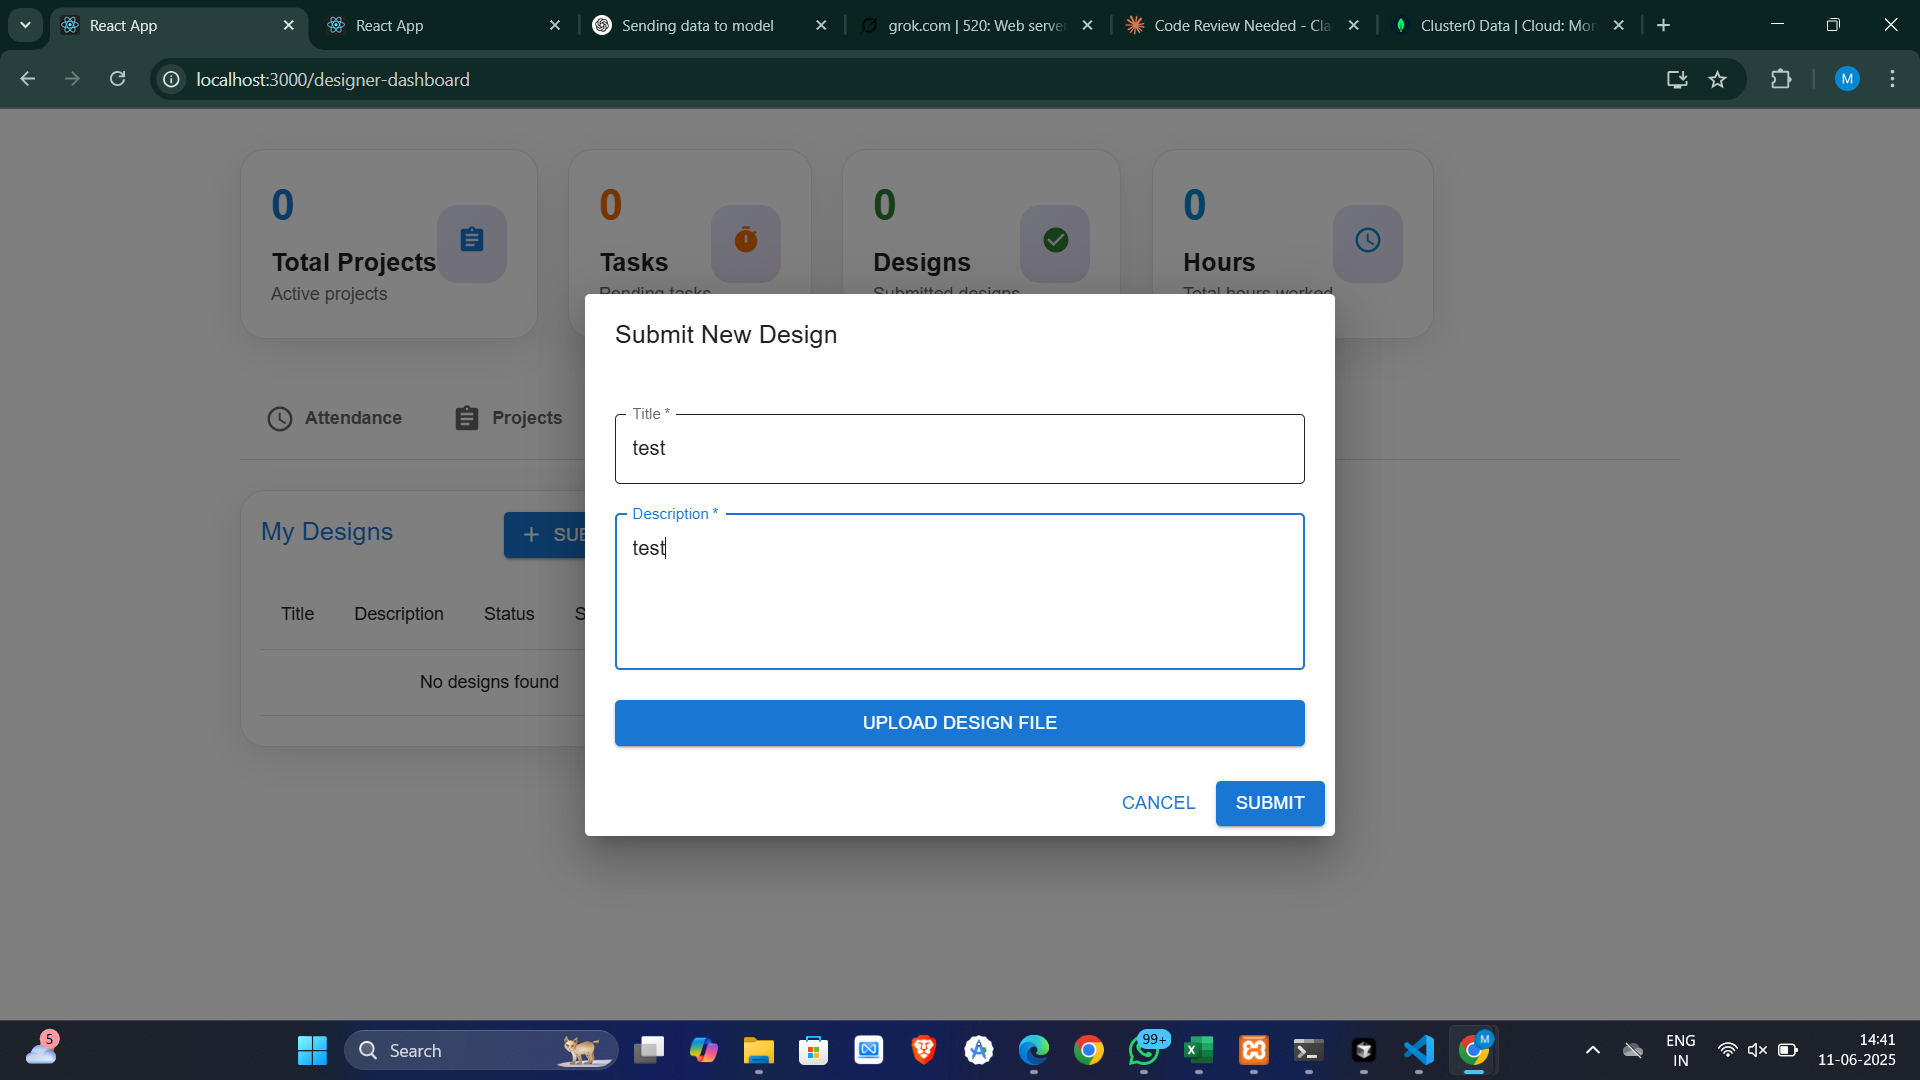 React App
React App
Sending data to model
grok.com | 520: Web serve
Code Review Needed - Cla
Cluster0 Data | Cloud: Mon
localhost:3000/designer-dashboard
M
0
Total Projects
Active projects
0
Tasks
Pending tasks
0
Designs
Submitted designs
0
Hours
Total hours worked
Attendance
Projects
My Designs
+ SUB
Title Description Status S
No designs found
Submit New Design
Title *
test
Description *
test
UPLOAD DESIGN FILE
CANCEL
SUBMIT
5
Search
99+
M
ENG
IN
14:41
11-06-2025